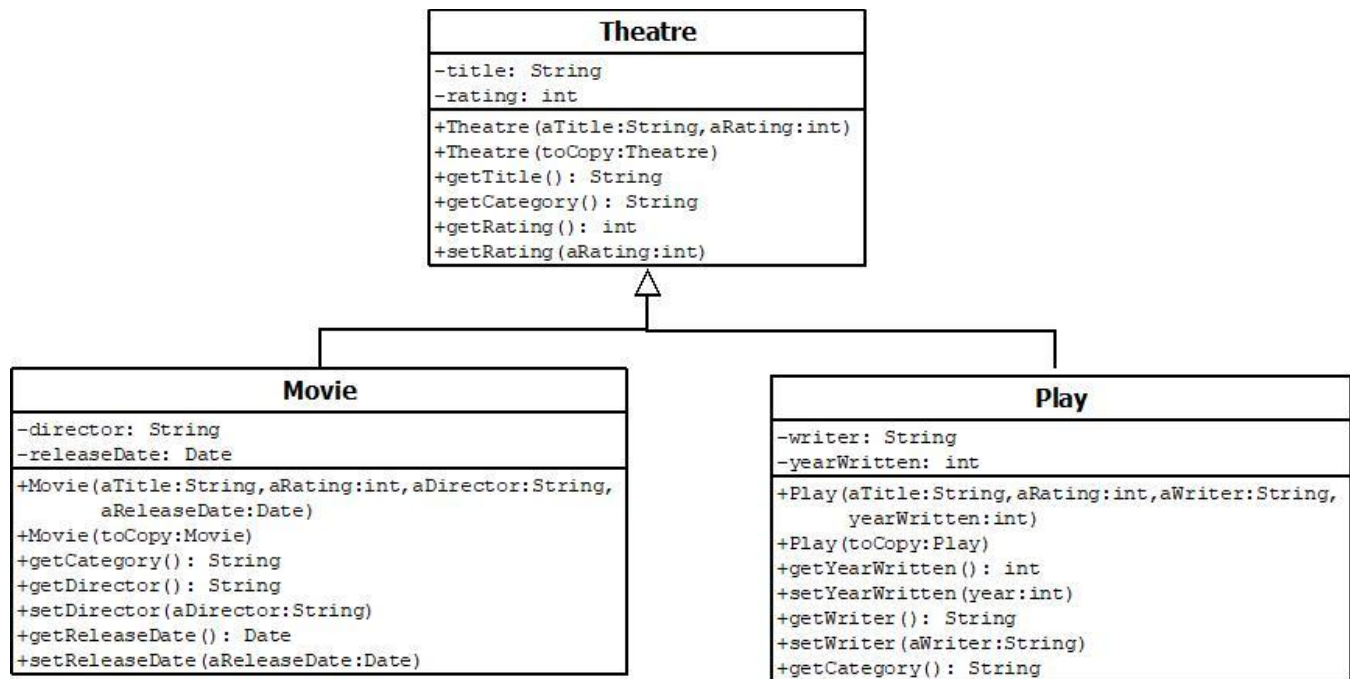 Theatre
-title: String
-rating: int
+Theatre(aTitle:String,aRating:int)
+Theatre(toCopy:Theatre)
+getTitle(): String
+getCategory(): String
+getRating(): int
+setRating(aRating:int)
Movie
-director: String
-releaseDate: Date
+Movie(aTitle:String,aRating:int,aDirector:String,
aReleaseDate:Date)
+Movie(toCopy:Movie)
+getCategory(): String
+getDirector(): String
+setDirector(aDirector:String)
+getReleaseDate(): Date
+setReleaseDate(aReleaseDate:Date)
Play
-writer: String
-yearWritten: int
+Play(aTitle:String,aRating:int,aWriter:String,
yearWritten:int)
+Play(toCopy:Play)
+getYearWritten(): int
+setYearWritten(year:int)
+getWriter(): String
+setWriter(aWriter:String)
+getCategory(): String